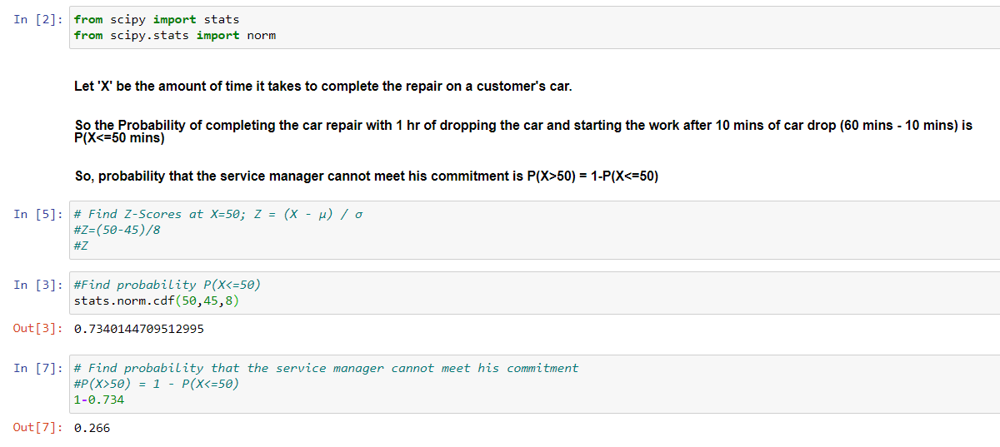 In [2]: from scipy import stats
from scipy.stats import norm
Let 'X' be the amount of time it takes to complete the repair on a customer's car.
So the Probability of completing the car repair with 1 hr of dropping the car and starting the work after 10 mins of car drop (60 mins - 10 mins) is
P(X<=50 mins)
So, probability that the service manager cannot meet his commitment is P(X>50) = 1-P(X<=50)
In [5]: # Find Z-Scores at X=50; Z = (X - μ) / σ
#Z=(50-45)/8
#Z
In [3]: #Find probability P(X<=50)
stats.norm.cdf(50,45,8)
Out[3]: 0.7340144709512995
In [7]: # Find probability that the service manager cannot meet his commitment
#P(X>50) = 1 - P(X<=50)
1-0.734
Out[7]: 0.266